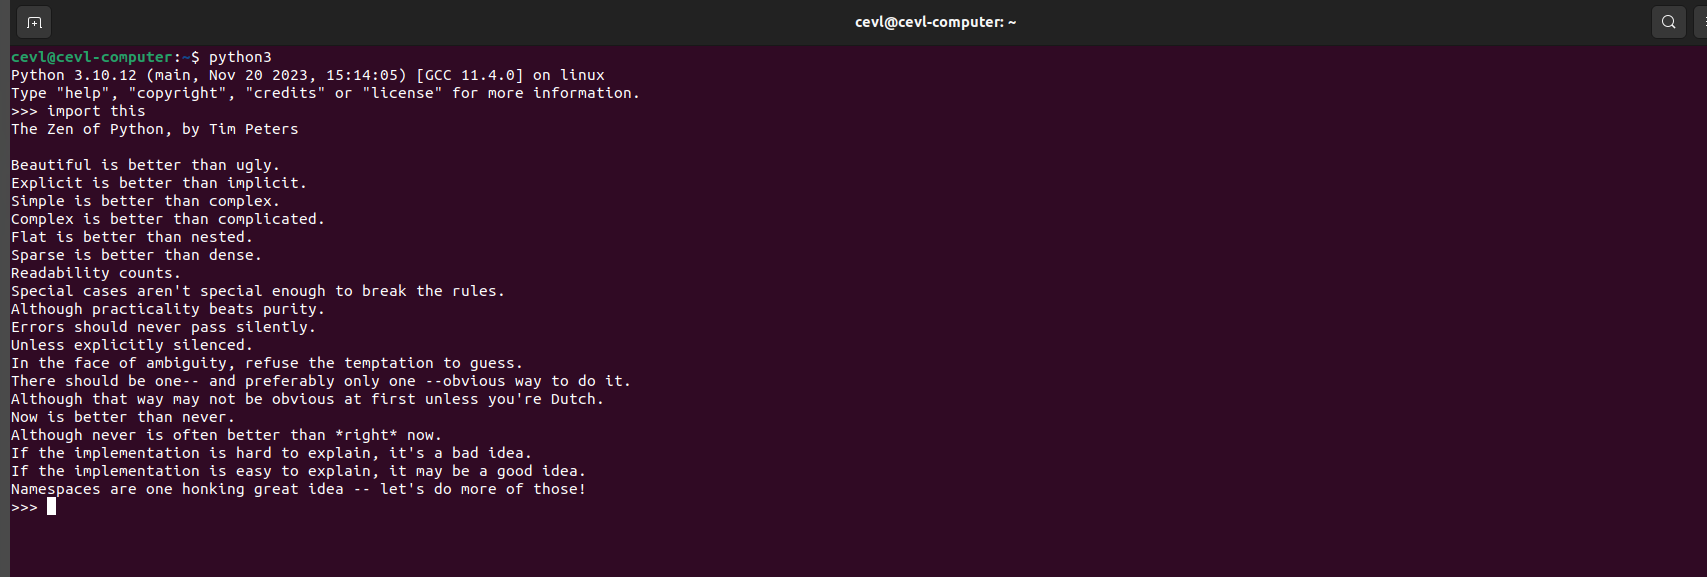 cevl@cevl-computer: ~
cevl@cevl-computer:~$ python3
Python 3.10.12 (main, Nov 20 2023, 15:14:05) [GCC 11.4.0] on linux
Type "help", "copyright", "credits" or "license" for more information.
>>> import this
The Zen of Python, by Tim Peters

Beautiful is better than ugly.
Explicit is better than implicit.
Simple is better than complex.
Complex is better than complicated.
Flat is better than nested.
Sparse is better than dense.
Readability counts.
Special cases aren't special enough to break the rules.
Although practicality beats purity.
Errors should never pass silently.
Unless explicitly silenced.
In the face of ambiguity, refuse the temptation to guess.
There should be one-- and preferably only one --obvious way to do it.
Although that way may not be obvious at first unless you're Dutch.
Now is better than never.
Although never is often better than *right* now.
If the implementation is hard to explain, it's a bad idea.
If the implementation is easy to explain, it may be a good idea.
Namespaces are one honking great idea -- let's do more of those!
>>>